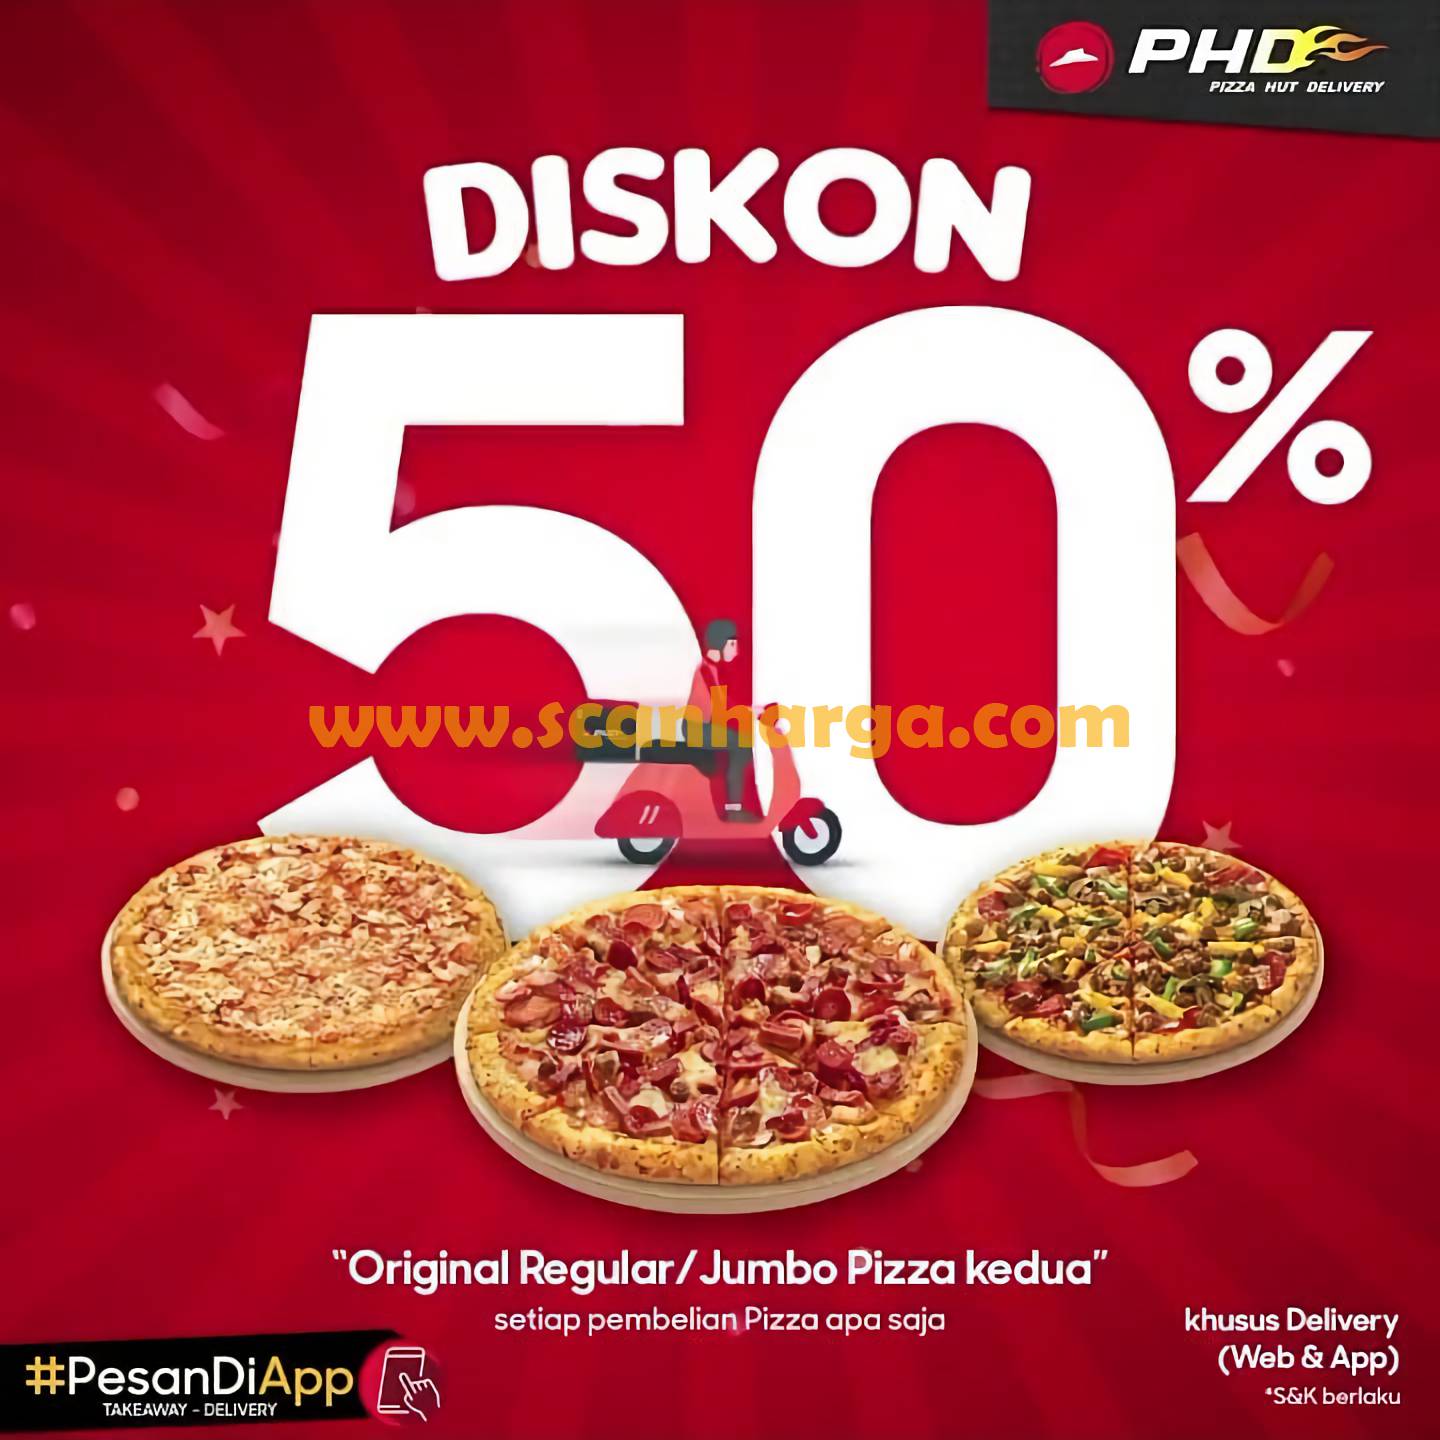 PHD
PIZZA HUT DELIVERY
DISKON
50%
www.scanharga.com
"Original Regular/Jumbo Pizza kedua"
setiap pembelian Pizza apa saja
khusus Delivery
(Web & App)
*S&K berlaku
#PesanDiApp
TAKEAWAY - DELIVERY